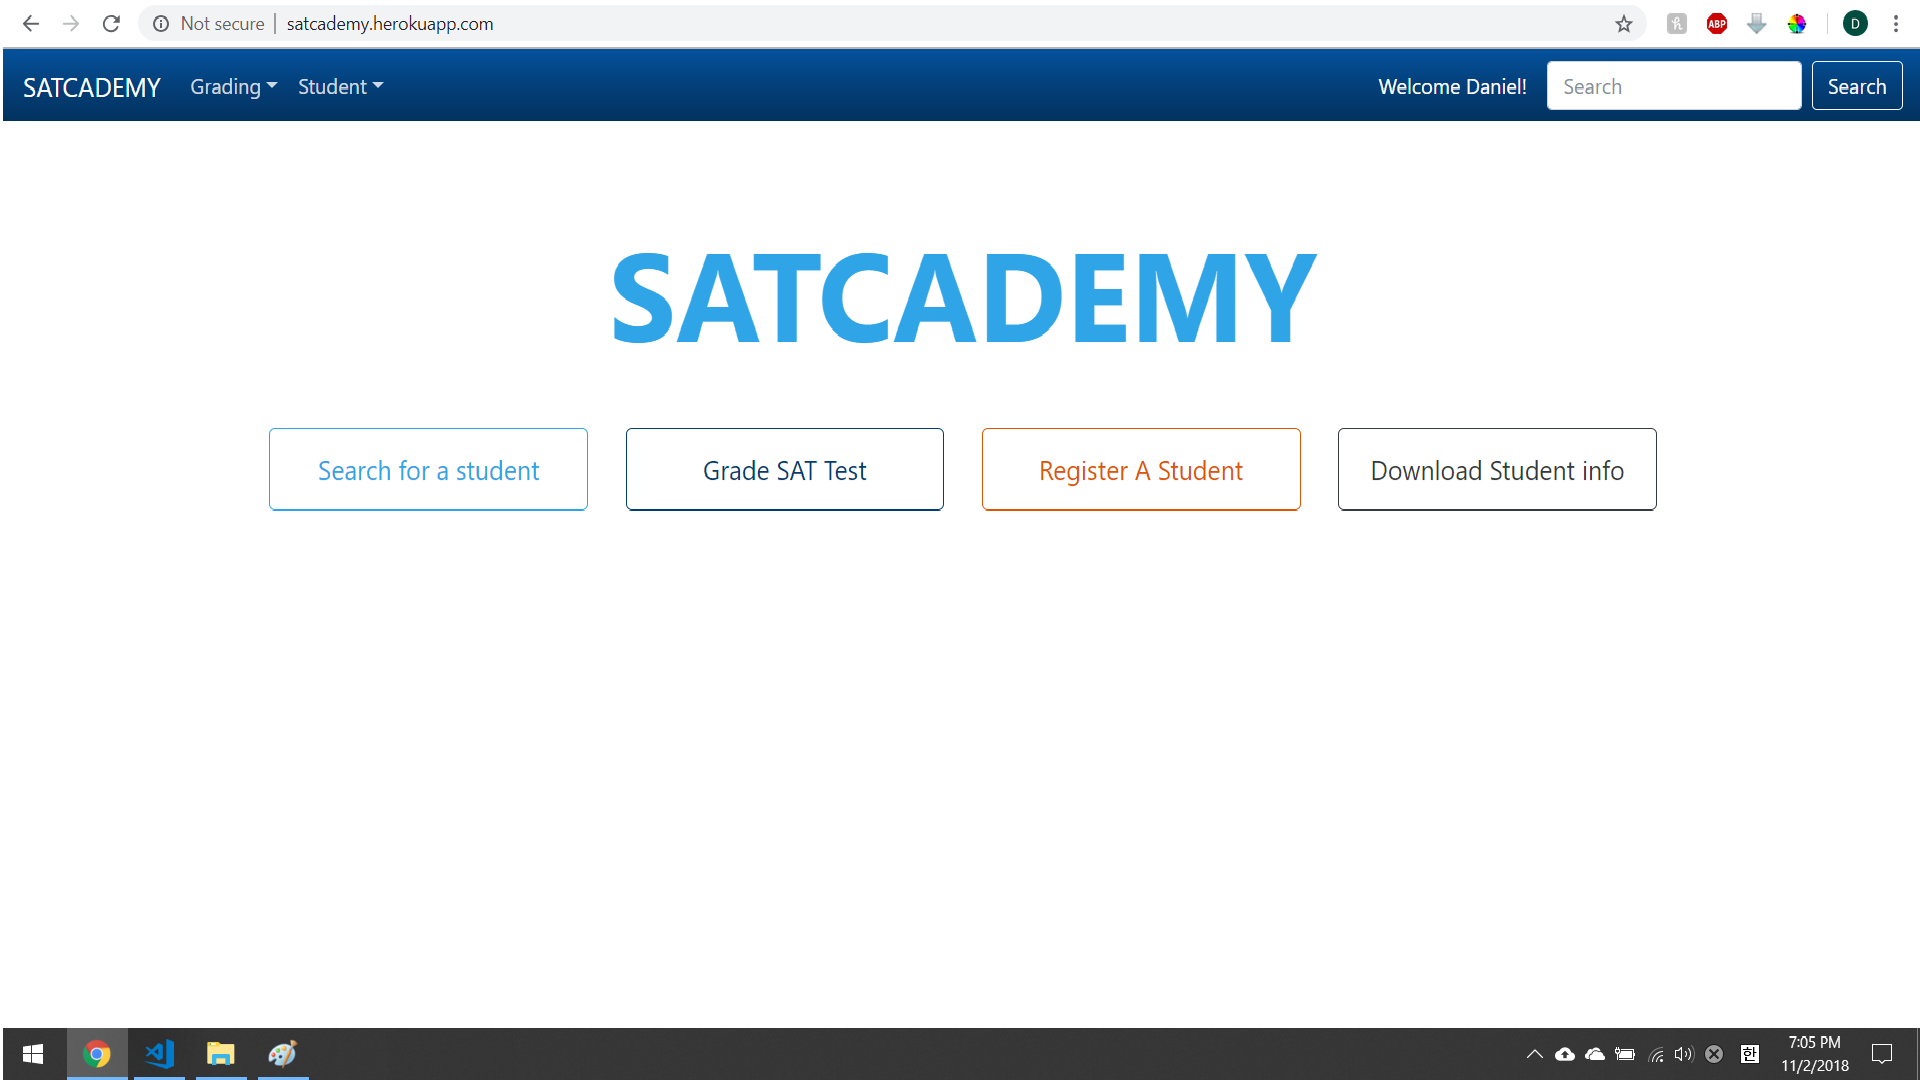 Not secure | satcademy.herokuapp.com
ABP
D
SATCADEMY Grading Student Welcome Daniel! Search Search
SATCADEMY
Search for a student Grade SAT Test Register A Student Download Student info
한
7:05 PM
11/2/2018